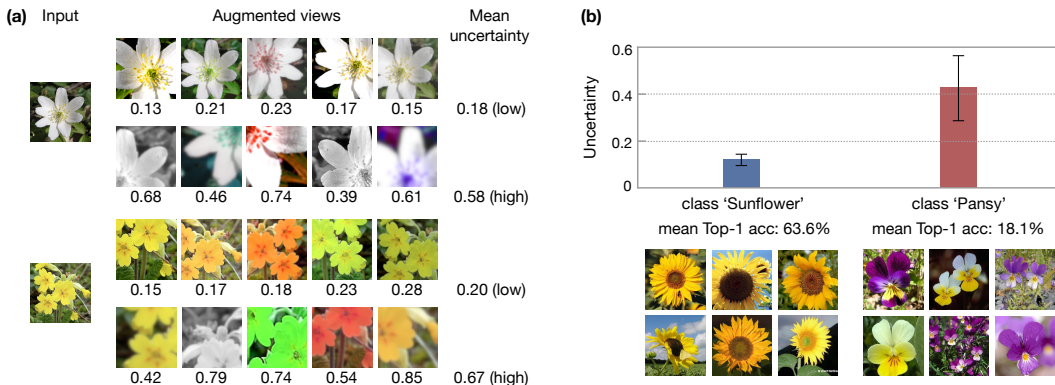 (a) Input Augmented views Mean
uncertainty
0.13 0.21 0.23 0.17 0.15 0.18 (low)
0.68 0.46 0.74 0.39 0.61 0.58 (high)
0.15 0.17 0.18 0.23 0.28 0.20 (low)
0.42 0.79 0.74 0.54 0.85 0.67 (high)
(b)
Uncertainty
0.6
0.4
0.2
0
class ‘Sunflower’ class ‘Pansy’
mean Top-1 acc: 63.6% mean Top-1 acc: 18.1%